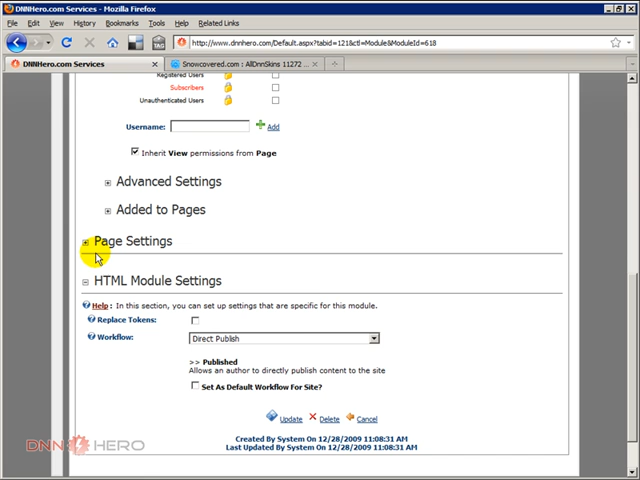 DNNHero.com Services - Mozilla Firefox
File Edit View History Bookmarks Tools Related Links
http://www.dnnhero.com/Default.aspx?tabid=121&ctl=Module&ModuleId=618
DNNHero.com Services
Snowcovered.com : AllDnnSkins 11272 ...
Registered Users
Subscribers
Unauthenticated Users
Username: Add
Inherit View permissions from Page
Advanced Settings
Added to Pages
Page Settings
HTML Module Settings
Help: In this section, you can set up settings that are specific for this module.
Replace Tokens:
Workflow: Direct Publish
>> Published
Allows an author to directly publish content to the site
Set As Default Workflow For Site?
Update Delete Cancel
Created By System On 12/28/2009 11:08:31 AM
Last Updated By System On 12/28/2009 11:08:31 AM
DNN HERO